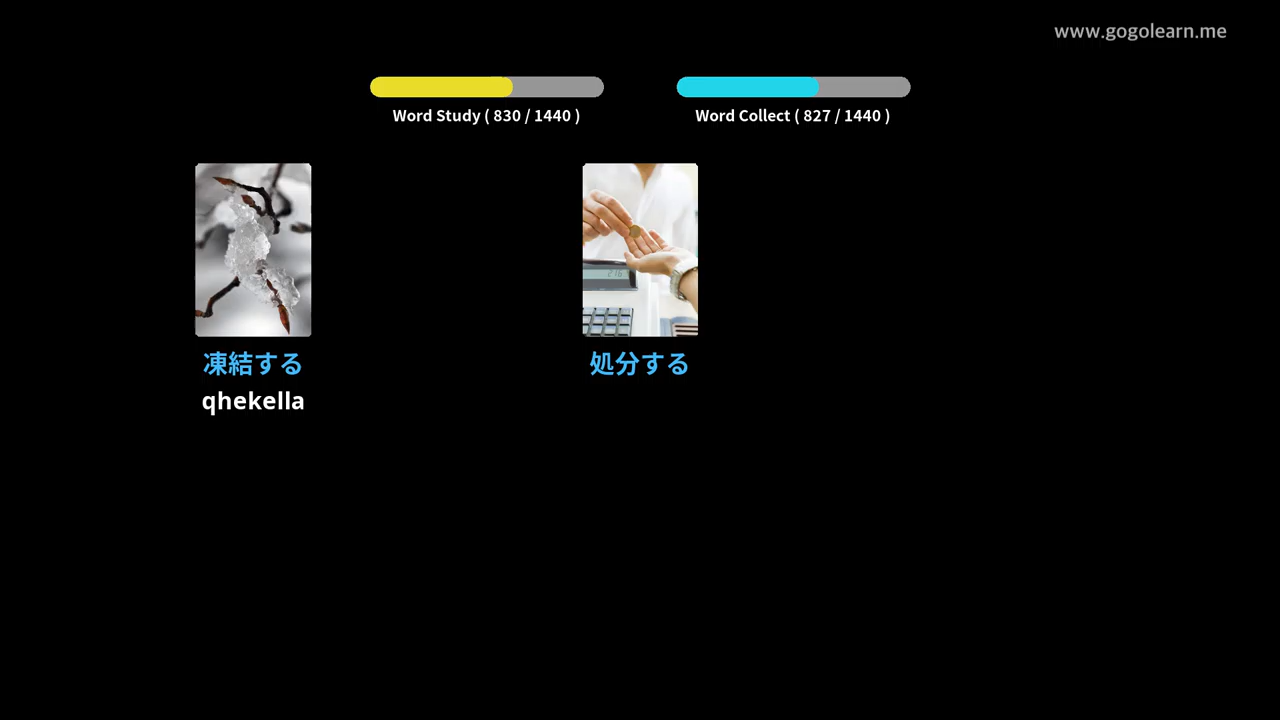 www.gogolearn.me
Word Study ( 830 / 1440 )
Word Collect ( 827 / 1440 )
216
凍結する
処分する
qhekella